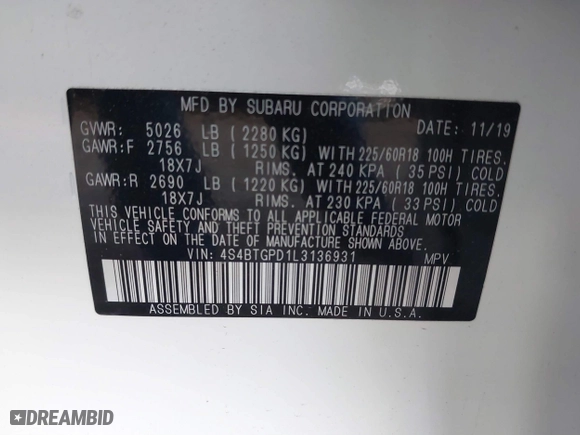 MFD BY SUBARU CORPORATION
GVWR: 5026 LB ( 2280 KG) DATE: 11/19
GAWR:F 2756 LB ( 1250 KG) WITH 225/60R18 100H TIRES.
18X7J RIMS. AT 240 KPA ( 35 PSI) COLD
GAWR:R 2690 LB ( 1220 KG) WITH 225/60R18 100H TIRES.
18X7J RIMS. AT 230 KPA ( 33 PSI) COLD
THIS VEHICLE CONFORMS TO ALL APPLICABLE FEDERAL MOTOR
VEHICLE SAFETY AND THEFT PREVENTION STANDARDS
IN EFFECT ON THE DATE OF MANUFACTURE SHOWN ABOVE.
VIN: 4S4BTGPD1L3136931 MPV
ASSEMBLED BY SIA INC. MADE IN U.S.A.
DREAMBID